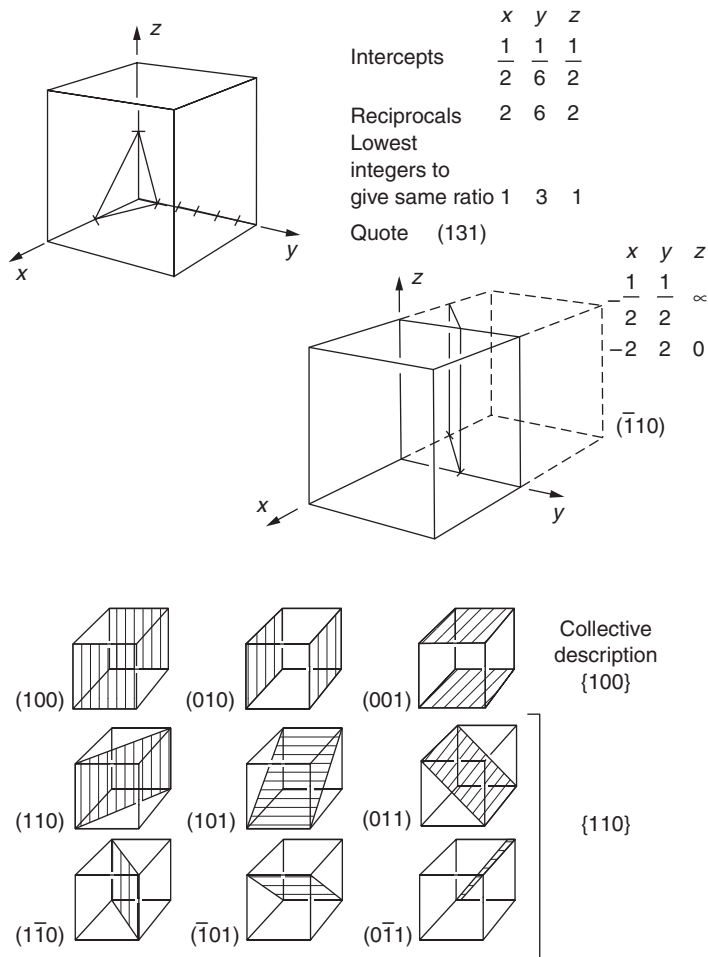 z
x
y
x y z
Intercepts 1/2 1/6 1/2
Reciprocals 2 6 2
Lowest
integers to
give same ratio 1 3 1
Quote (131)
z
x
y
x y z
−1/2 1/2 ∝
−2 2 0
(1̅10)
Collective
description
{100}
(100) (010) (001)
(110) (101) (011)
{110}
(11̅0) (1̅01) (01̅1)